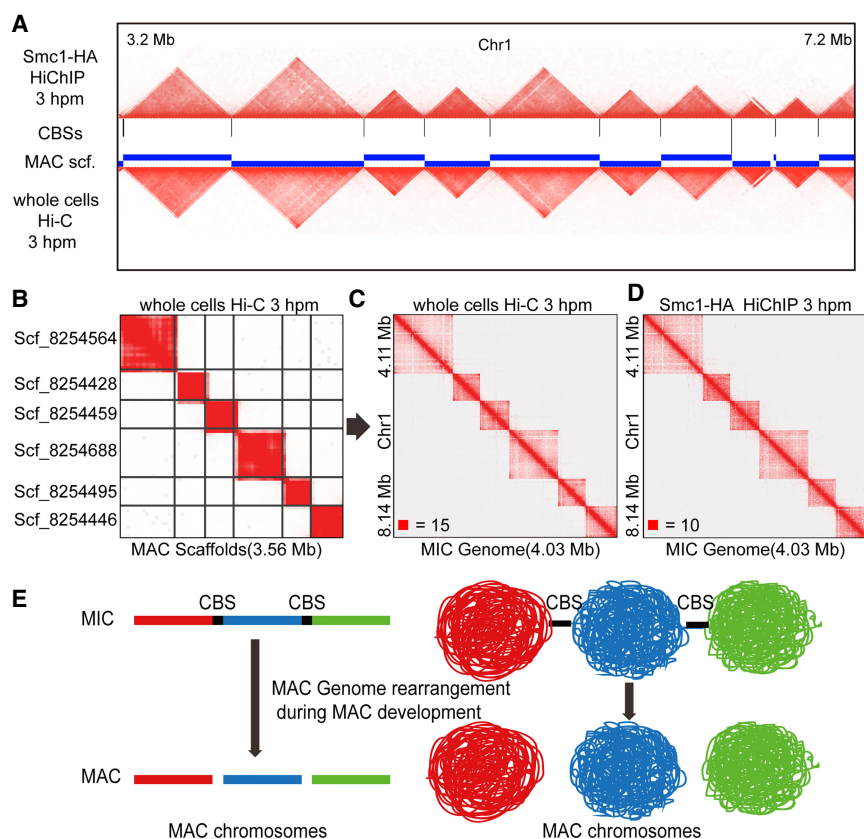 A
3.2 Mb
Chr1
7.2 Mb
Smc1-HA
HiChIP
3 hpm
CBSs
MAC scf.
whole cells
Hi-C
3 hpm
B
whole cells Hi-C 3 hpm
Scf_8254564
Scf_8254428
Scf_8254459
Scf_8254688
Scf_8254495
Scf_8254446
MAC Scaffolds(3.56 Mb)
C
whole cells Hi-C 3 hpm
4.11 Mb
Chr1
8.14 Mb
= 15
MIC Genome(4.03 Mb)
D
Smc1-HA HiChIP 3 hpm
4.11 Mb
Chr1
8.14 Mb
= 10
MIC Genome(4.03 Mb)
E
MIC
CBS
CBS
CBS
CBS
MAC Genome rearrangement
during MAC development
MAC
MAC chromosomes
MAC chromosomes